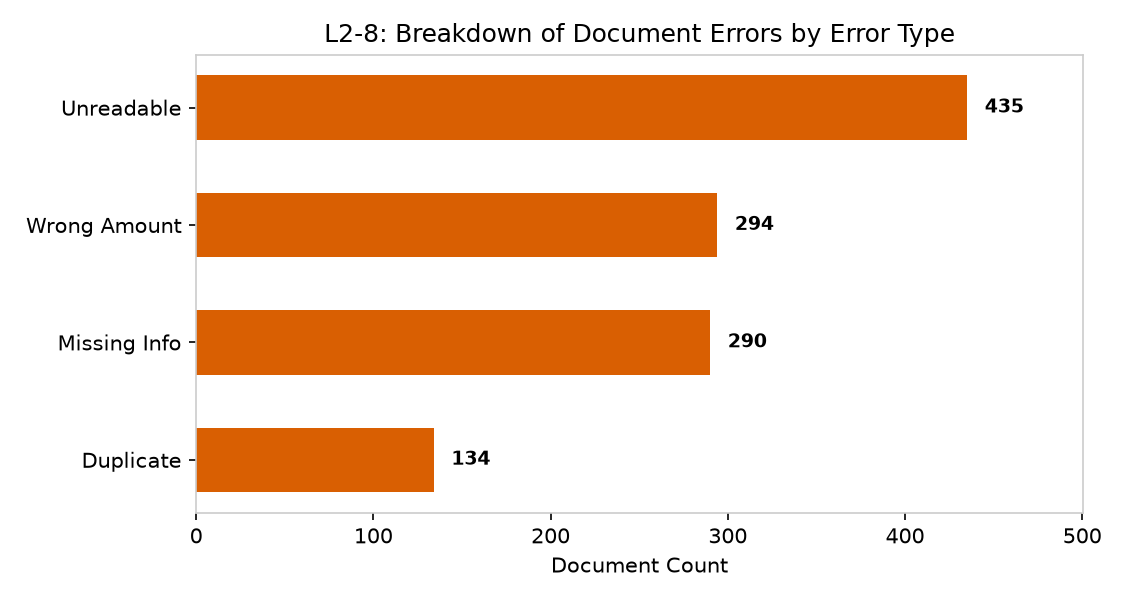 L2-8: Breakdown of Document Errors by Error Type
Unreadable 435
Wrong Amount 294
Missing Info 290
Duplicate 134
0 100 200 300 400 500
Document Count